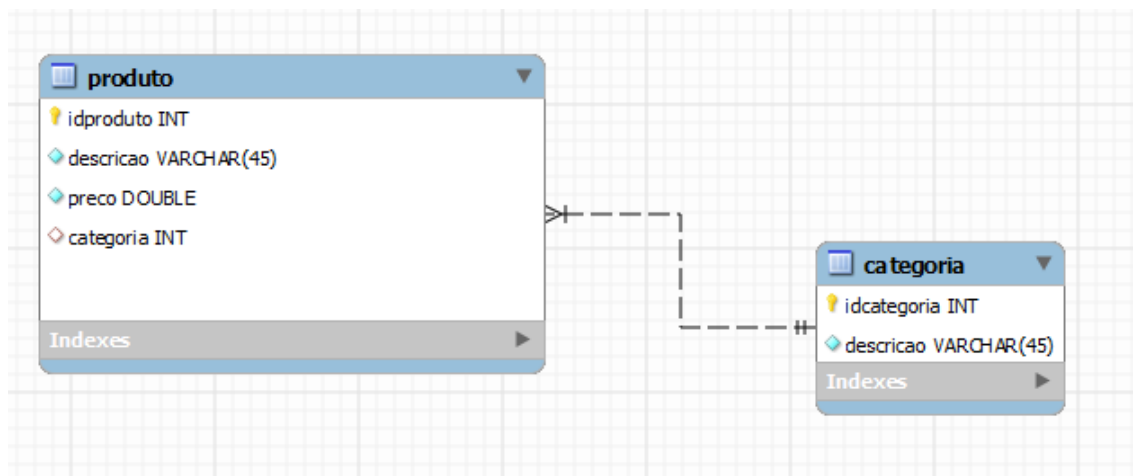 produto
idproduto INT
descricao VARCHAR(45)
preco DOUBLE
categoria INT
Indexes
categoria
idcategoria INT
descricao VARCHAR(45)
Indexes